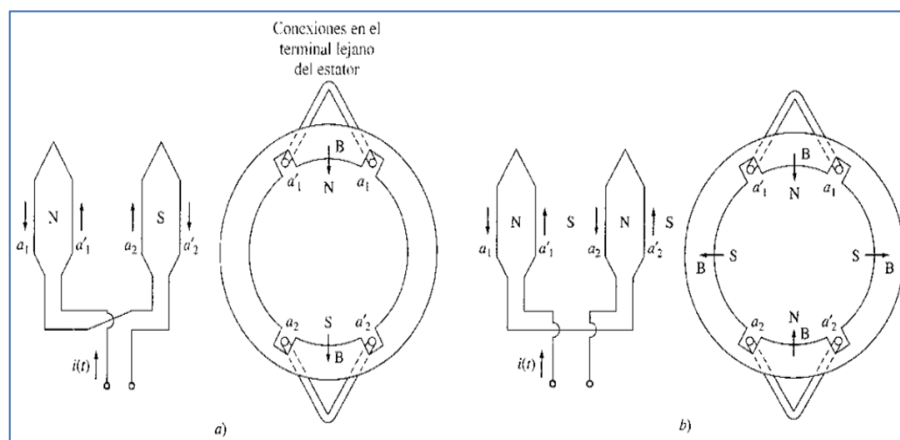 Conexiones en el
terminal lejano
del estator
B
N
a'1 a1
N S
a1 a'1 a2 a'2
a2 S a'2
B
i(t)
a)
B
a'1 N a1
N S N S
a1 a'1 a2 a'2
B S S B
N
a2 B a'2
i(t)
b)